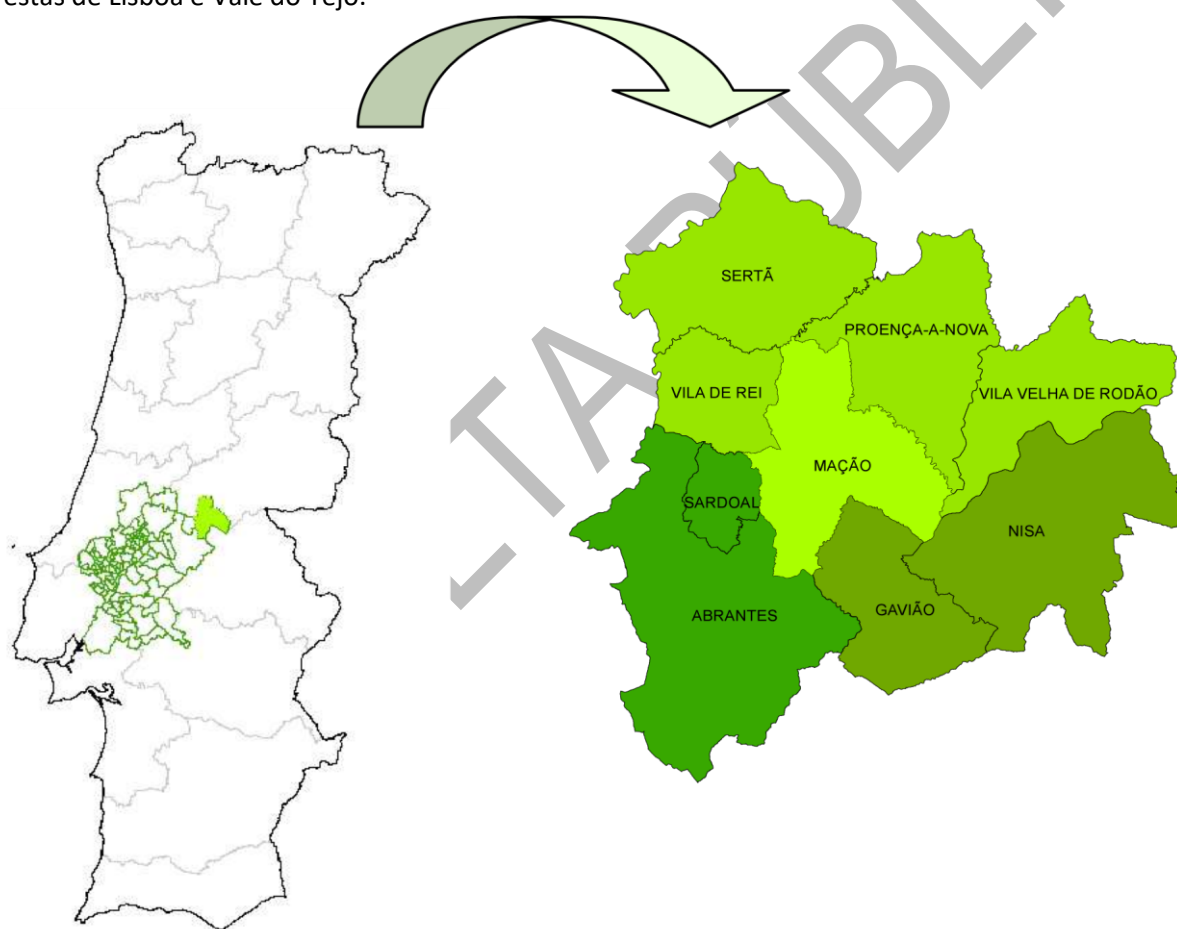 estas de Lisboa e Vale do Tejo.
SERTÃ
PROENÇA-A-NOVA
VILA DE REI
VILA VELHA DE RODÃO
MAÇÃO
SARDOAL
NISA
GAVIÃO
ABRANTES